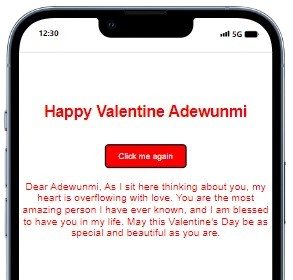 12:30
5G
Happy Valentine Adewunmi
Click me again
Dear Adewunmi, As I sit here thinking about you, my
heart is overflowing with love. You are the most
amazing person I have ever known, and I am blessed
to have you in my life. May this Valentine's Day be as
special and beautiful as you are.